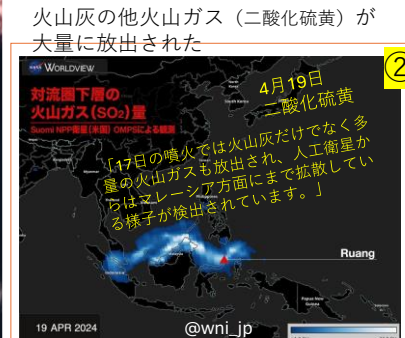 火山灰の他火山ガス（二酸化硫黄）が
大量に放出された
②
WORLDVIEW
対流圏下層の
火山ガス(SO₂)量
Suomi NPP衛星(米国) OMPSによる観測
4月19日
二酸化硫黄
「17日の噴火では火山灰だけでなく多
量の火山ガスも放出され、人工衛星か
らはマレーシア方面にまで拡散してい
る様子が検出されています。」
Ruang
19 APR 2024
@wni_jp